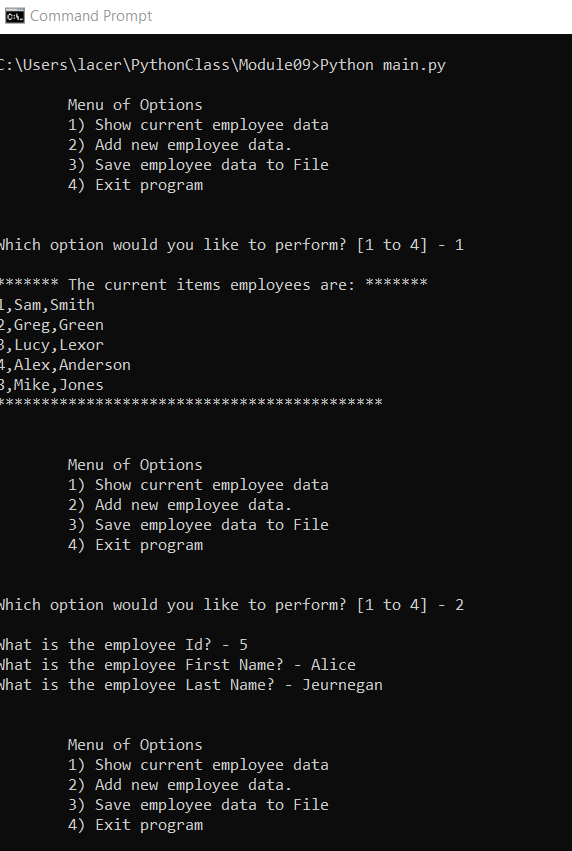 Command Prompt
C:\Users\lacer\PythonClass\Module09>Python main.py
Menu of Options
1) Show current employee data
2) Add new employee data.
3) Save employee data to File
4) Exit program
Which option would you like to perform? [1 to 4] - 1
******* The current items employees are: *******
1,Sam,Smith
2,Greg,Green
3,Lucy,Lexor
4,Alex,Anderson
3,Mike,Jones
*******************************************
Menu of Options
1) Show current employee data
2) Add new employee data.
3) Save employee data to File
4) Exit program
Which option would you like to perform? [1 to 4] - 2
What is the employee Id? - 5
What is the employee First Name? - Alice
What is the employee Last Name? - Jeurnegan
Menu of Options
1) Show current employee data
2) Add new employee data.
3) Save employee data to File
4) Exit program